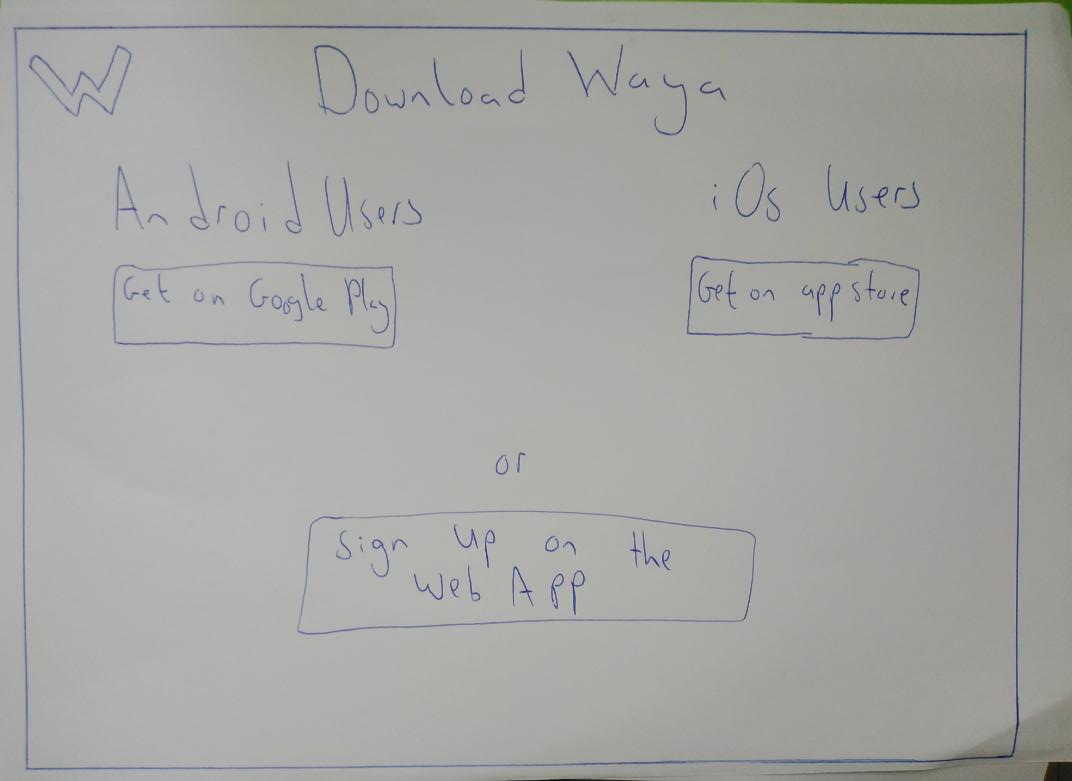 W
Download Waya
Android Users
iOs Users
Get on Google Play
Get on app store
or
Sign up on the
Web App